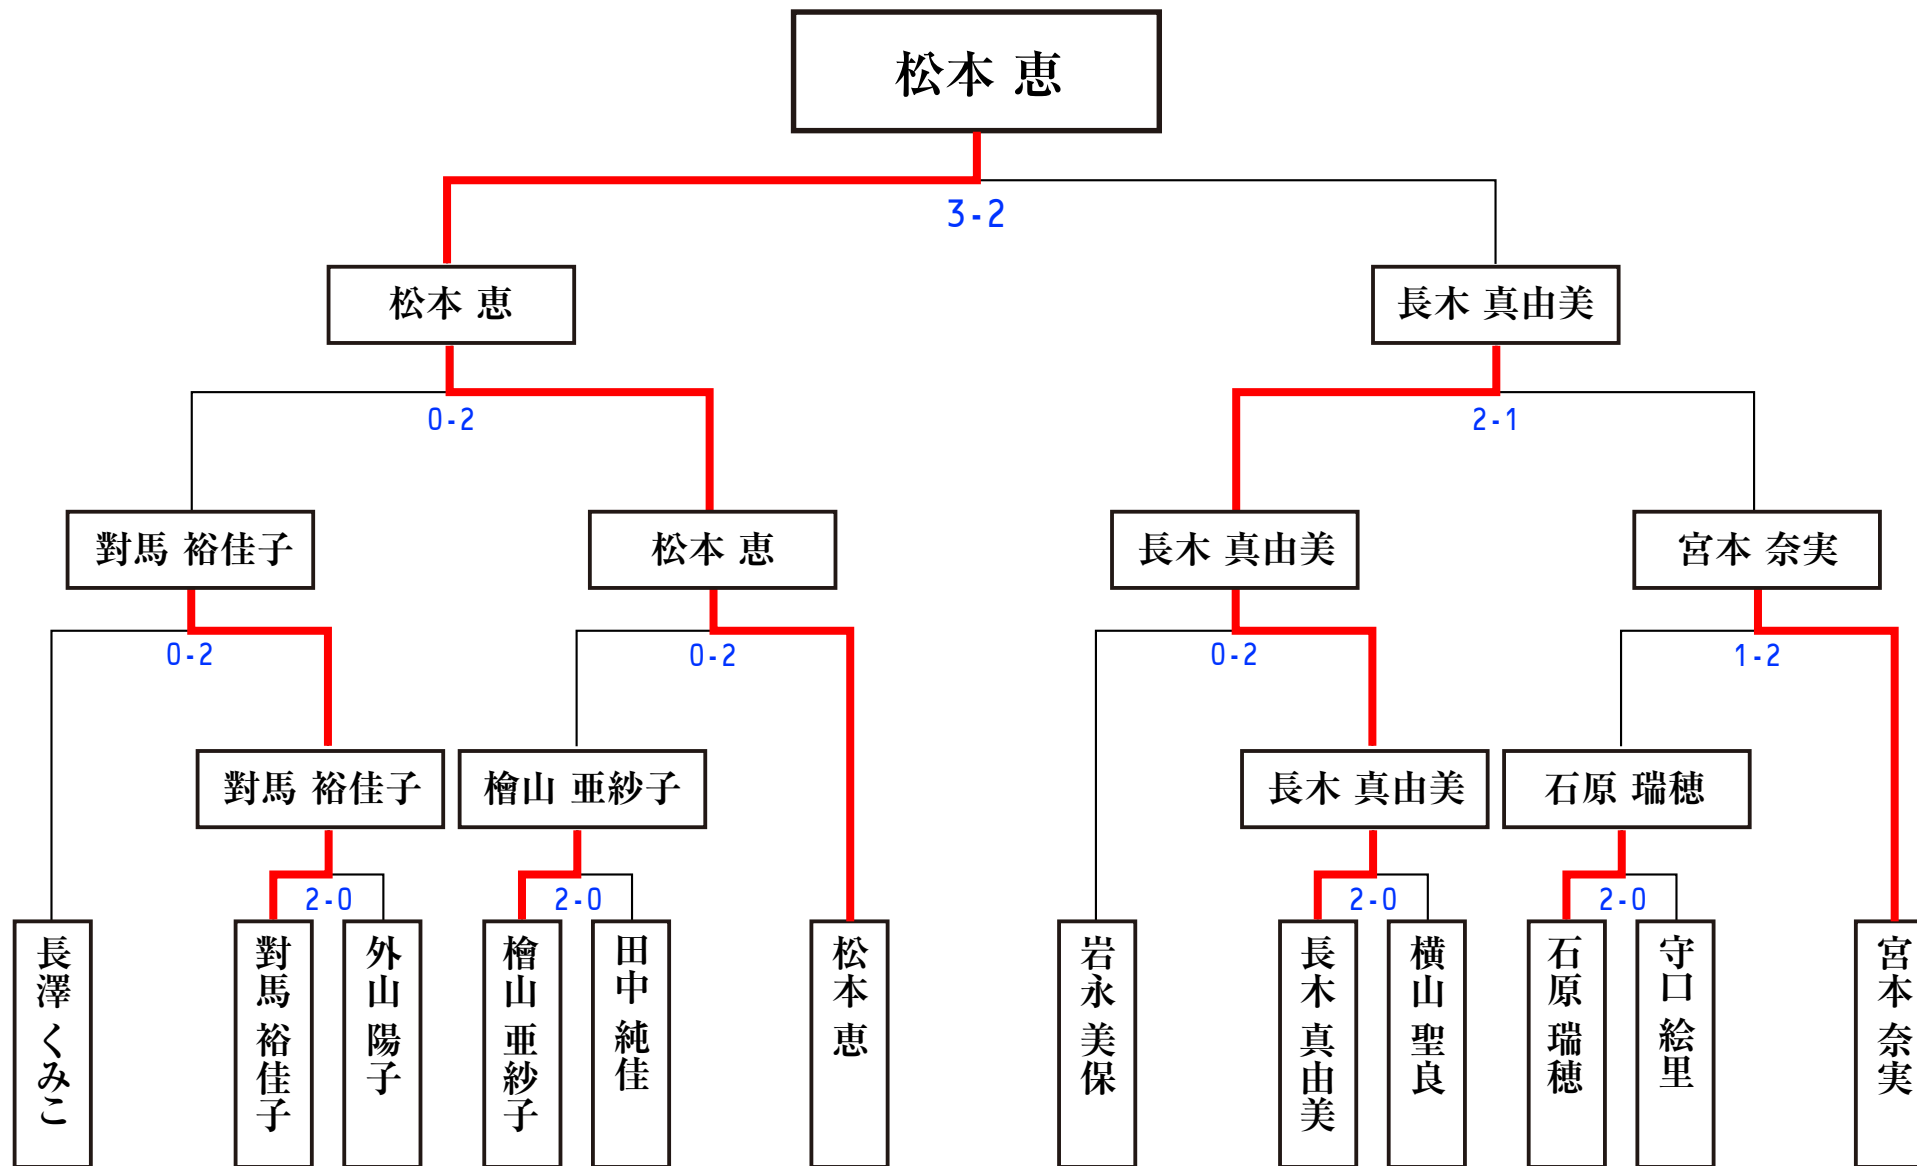 松本 恵
3-2
松本 恵
長木 真由美
0-2
2-1
對馬 裕佳子
松本 恵
長木 真由美
宮本 奈実
0-2
0-2
0-2
1-2
對馬 裕佳子
檜山 亜紗子
長木 真由美
石原 瑞穂
2-0
2-0
2-0
2-0
長澤 くみこ
對馬 裕佳子
外山 陽子
檜山 亜紗子
田中 純佳
松本 恵
岩永 美保
長木 真由美
横山 聖良
石原 瑞穂
守口 絵里
宮本 奈実